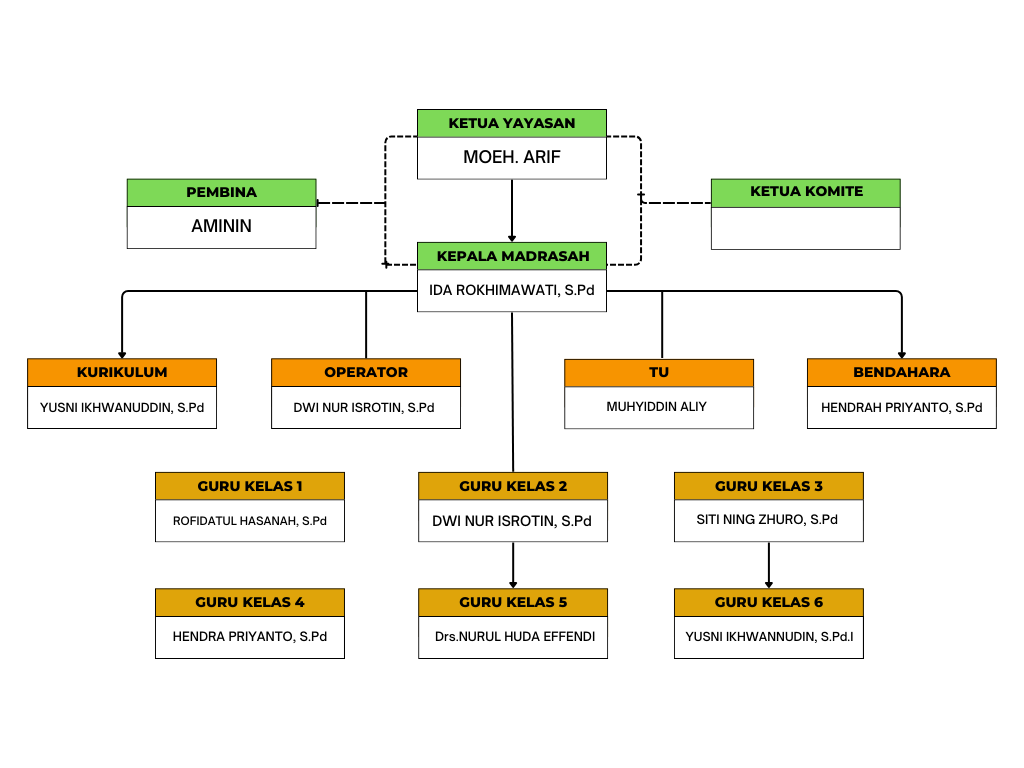 KETUA YAYASAN
MOEH. ARIF
PEMBINA
AMININ
KETUA KOMITE
KEPALA MADRASAH
IDA ROKHIMAWATI, S.Pd
KURIKULUM
YUSNI IKHWANUDDIN, S.Pd
OPERATOR
DWI NUR ISROTIN, S.Pd
TU
MUHYIDDIN ALIY
BENDAHARA
HENDRAH PRIYANTO, S.Pd
GURU KELAS 1
ROFIDATUL HASANAH, S.Pd
GURU KELAS 2
DWI NUR ISROTIN, S.Pd
GURU KELAS 3
SITI NING ZHURO, S.Pd
GURU KELAS 4
HENDRA PRIYANTO, S.Pd
GURU KELAS 5
Drs.NURUL HUDA EFFENDI
GURU KELAS 6
YUSNI IKHWANNUDIN, S.Pd.I